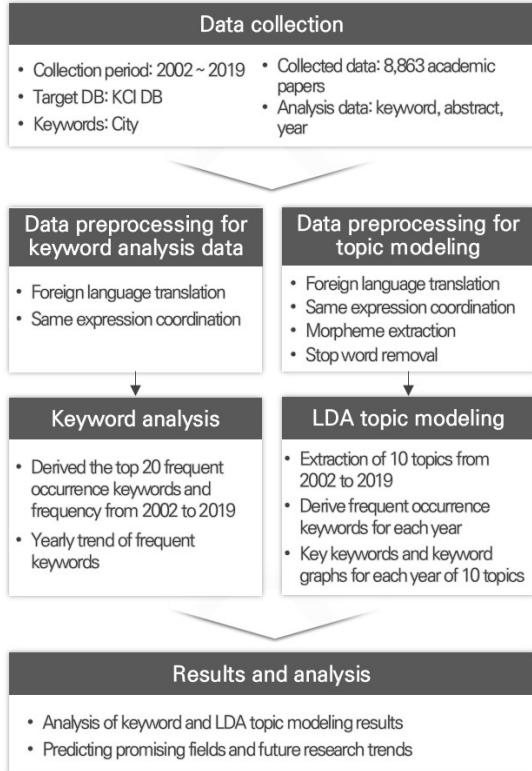 Data collection
• Collection period: 2002 ~ 2019
• Target DB: KCI DB
• Keywords: City
• Collected data: 8,863 academic
papers
• Analysis data: keyword, abstract,
year
Data preprocessing for
keyword analysis data
• Foreign language translation
• Same expression coordination
Data preprocessing for
topic modeling
• Foreign language translation
• Same expression coordination
• Morpheme extraction
• Stop word removal
Keyword analysis
• Derived the top 20 frequent
occurrence keywords and
frequency from 2002 to 2019
• Yearly trend of frequent
keywords
LDA topic modeling
• Extraction of 10 topics from
2002 to 2019
• Derive frequent occurrence
keywords for each year
• Key keywords and keyword
graphs for each year of 10 topics
Results and analysis
• Analysis of keyword and LDA topic modeling results
• Predicting promising fields and future research trends